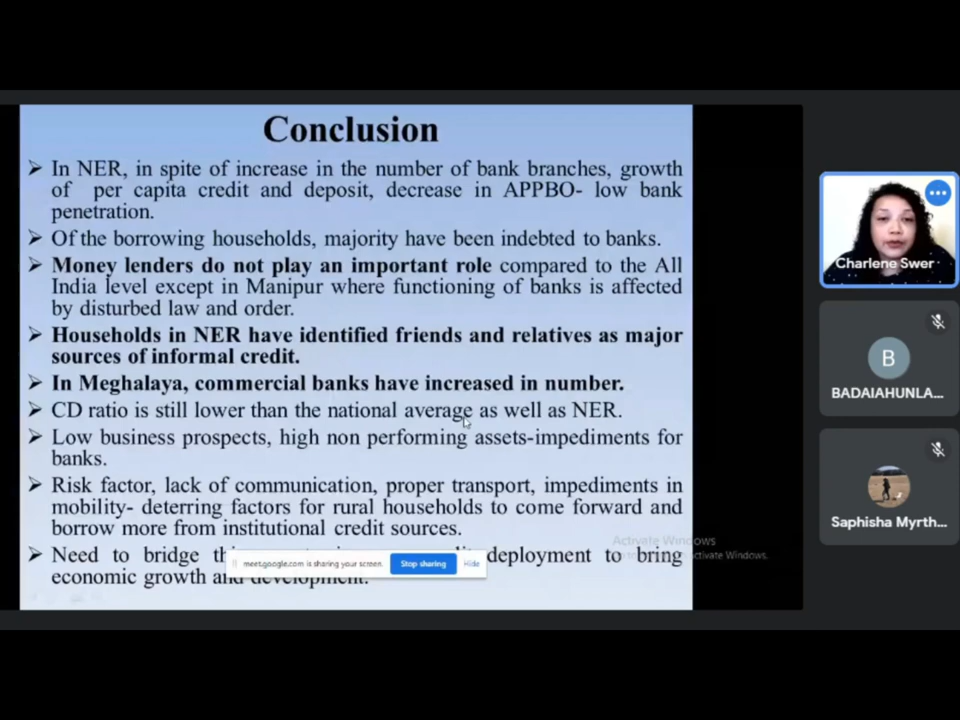 Conclusion
➢ In NER, in spite of increase in the number of bank branches, growth
of per capita credit and deposit, decrease in APPBO- low bank
penetration.
➢ Of the borrowing households, majority have been indebted to banks.
➢ Money lenders do not play an important role compared to the All
India level except in Manipur where functioning of banks is affected
by disturbed law and order.
➢ Households in NER have identified friends and relatives as major
sources of informal credit.
➢ In Meghalaya, commercial banks have increased in number.
➢ CD ratio is still lower than the national average as well as NER.
➢ Low business prospects, high non performing assets-impediments for
banks.
➢ Risk factor, lack of communication, proper transport, impediments in
mobility- deterring factors for rural households to come forward and
borrow more from institutional credit sources.
➢ Need to bridge deployment to bring
economic growth and development.
meet.google.com is sharing your screen.
Stop sharing
Hide
Activate Windows
Activate Windows.
Charlene Swer
B
BADAIAHUNLA...
Saphisha Myrth...